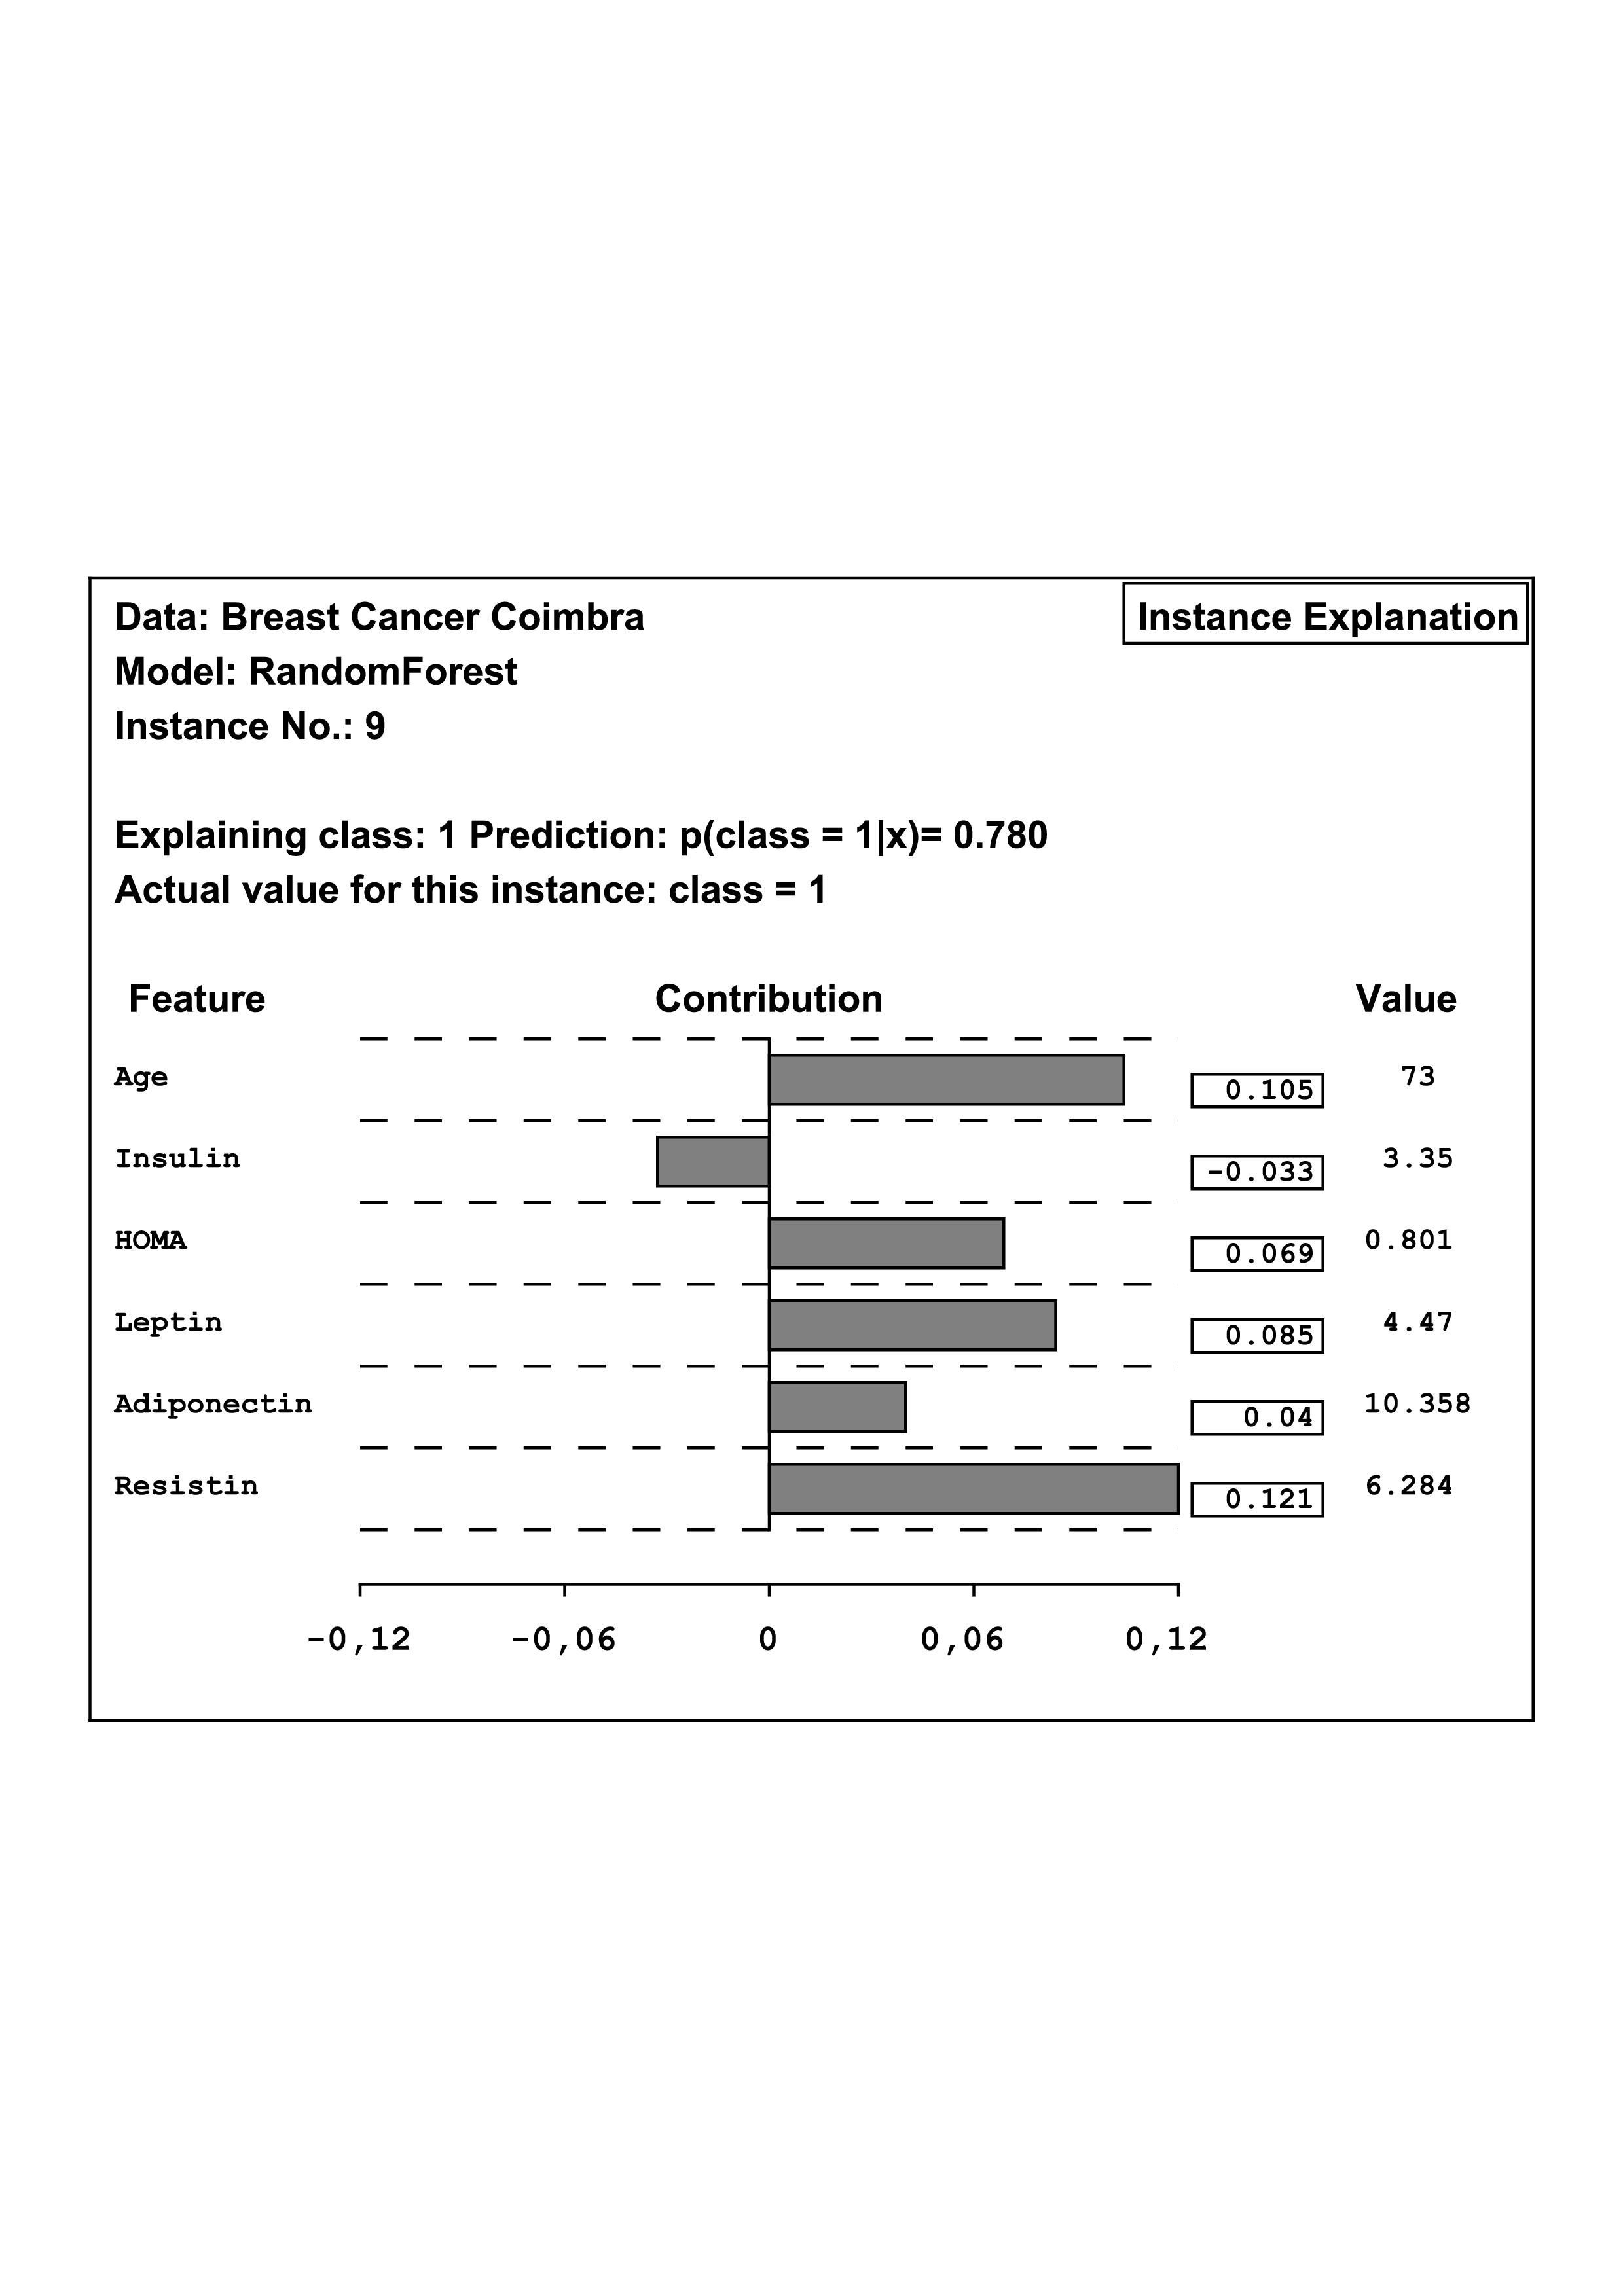 Data: Breast Cancer Coimbra
Instance Explanation
Model: RandomForest
Instance No.: 9
Explaining class: 1 Prediction: p(class = 1|x)= 0.780
Actual value for this instance: class = 1
Feature Contribution Value
Age 0.105 73
Insulin -0.033 3.35
HOMA 0.069 0.801
Leptin 0.085 4.47
Adiponectin 0.04 10.358
Resistin 0.121 6.284
-0,12 -0,06 0 0,06 0,12